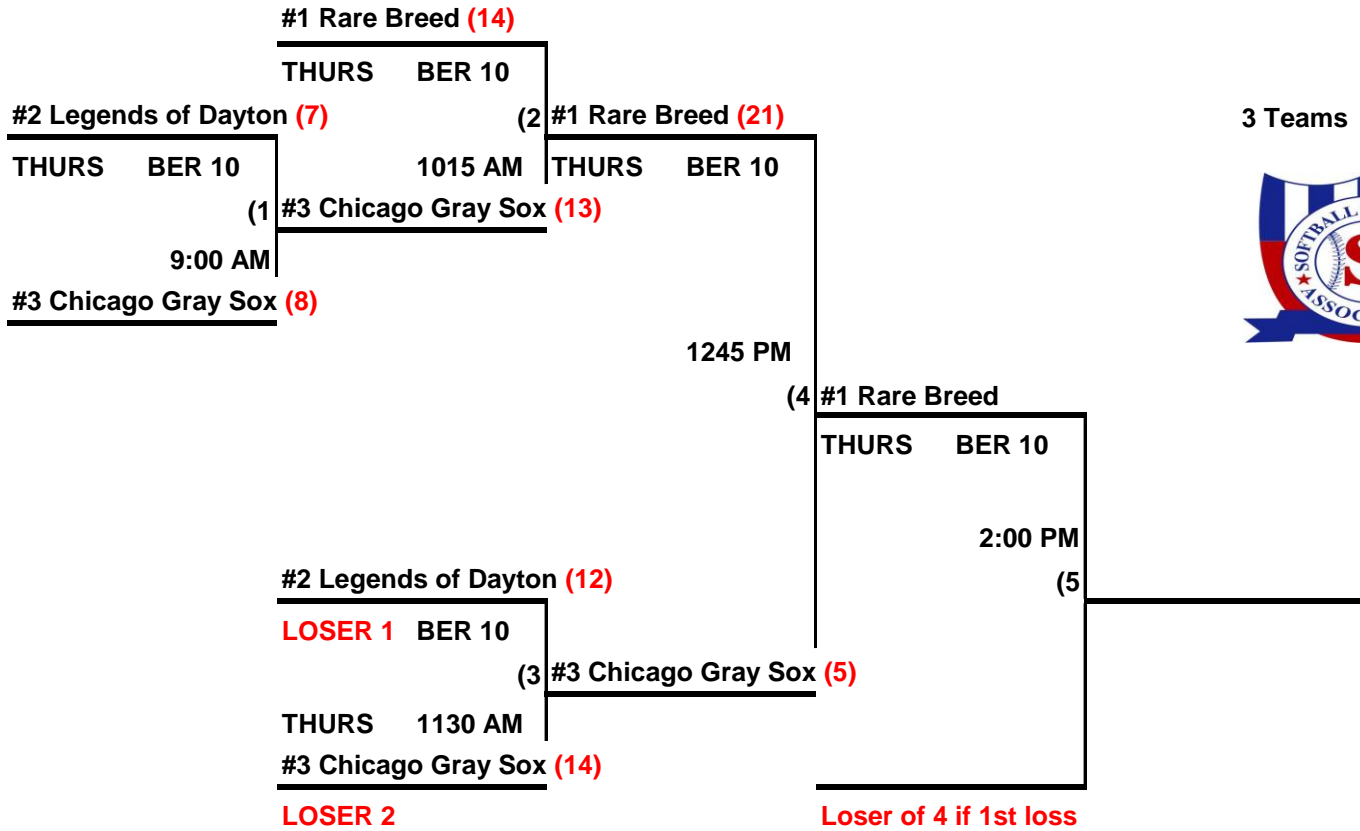 #1 Rare Breed (14)
THURS BER 10
#2 Legends of Dayton (7)
(2 #1 Rare Breed (21)
3 Teams
THURS BER 10
1015 AM THURS BER 10
(1 #3 Chicago Gray Sox (13)
9:00 AM
#3 Chicago Gray Sox (8)
SOFTBALL
1245 PM
(4 #1 Rare Breed
THURS BER 10
2:00 PM
#2 Legends of Dayton (12)
(5
LOSER 1 BER 10
(3 #3 Chicago Gray Sox (5)
THURS 1130 AM
#3 Chicago Gray Sox (14)
LOSER 2
Loser of 4 if 1st loss